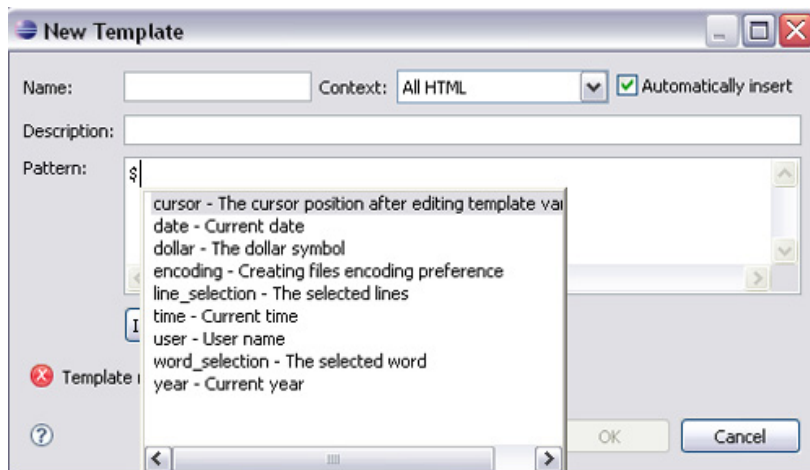 New Template
Name: Context: All HTML Automatically insert
Description:
Pattern:
$
cursor - The cursor position after editing template
date - Current date
dollar - The dollar symbol
encoding - Creating files encoding preference
line_selection - The selected lines
time - Current time
user - User name
word_selection - The selected word
year - Current year
Template
OK Cancel